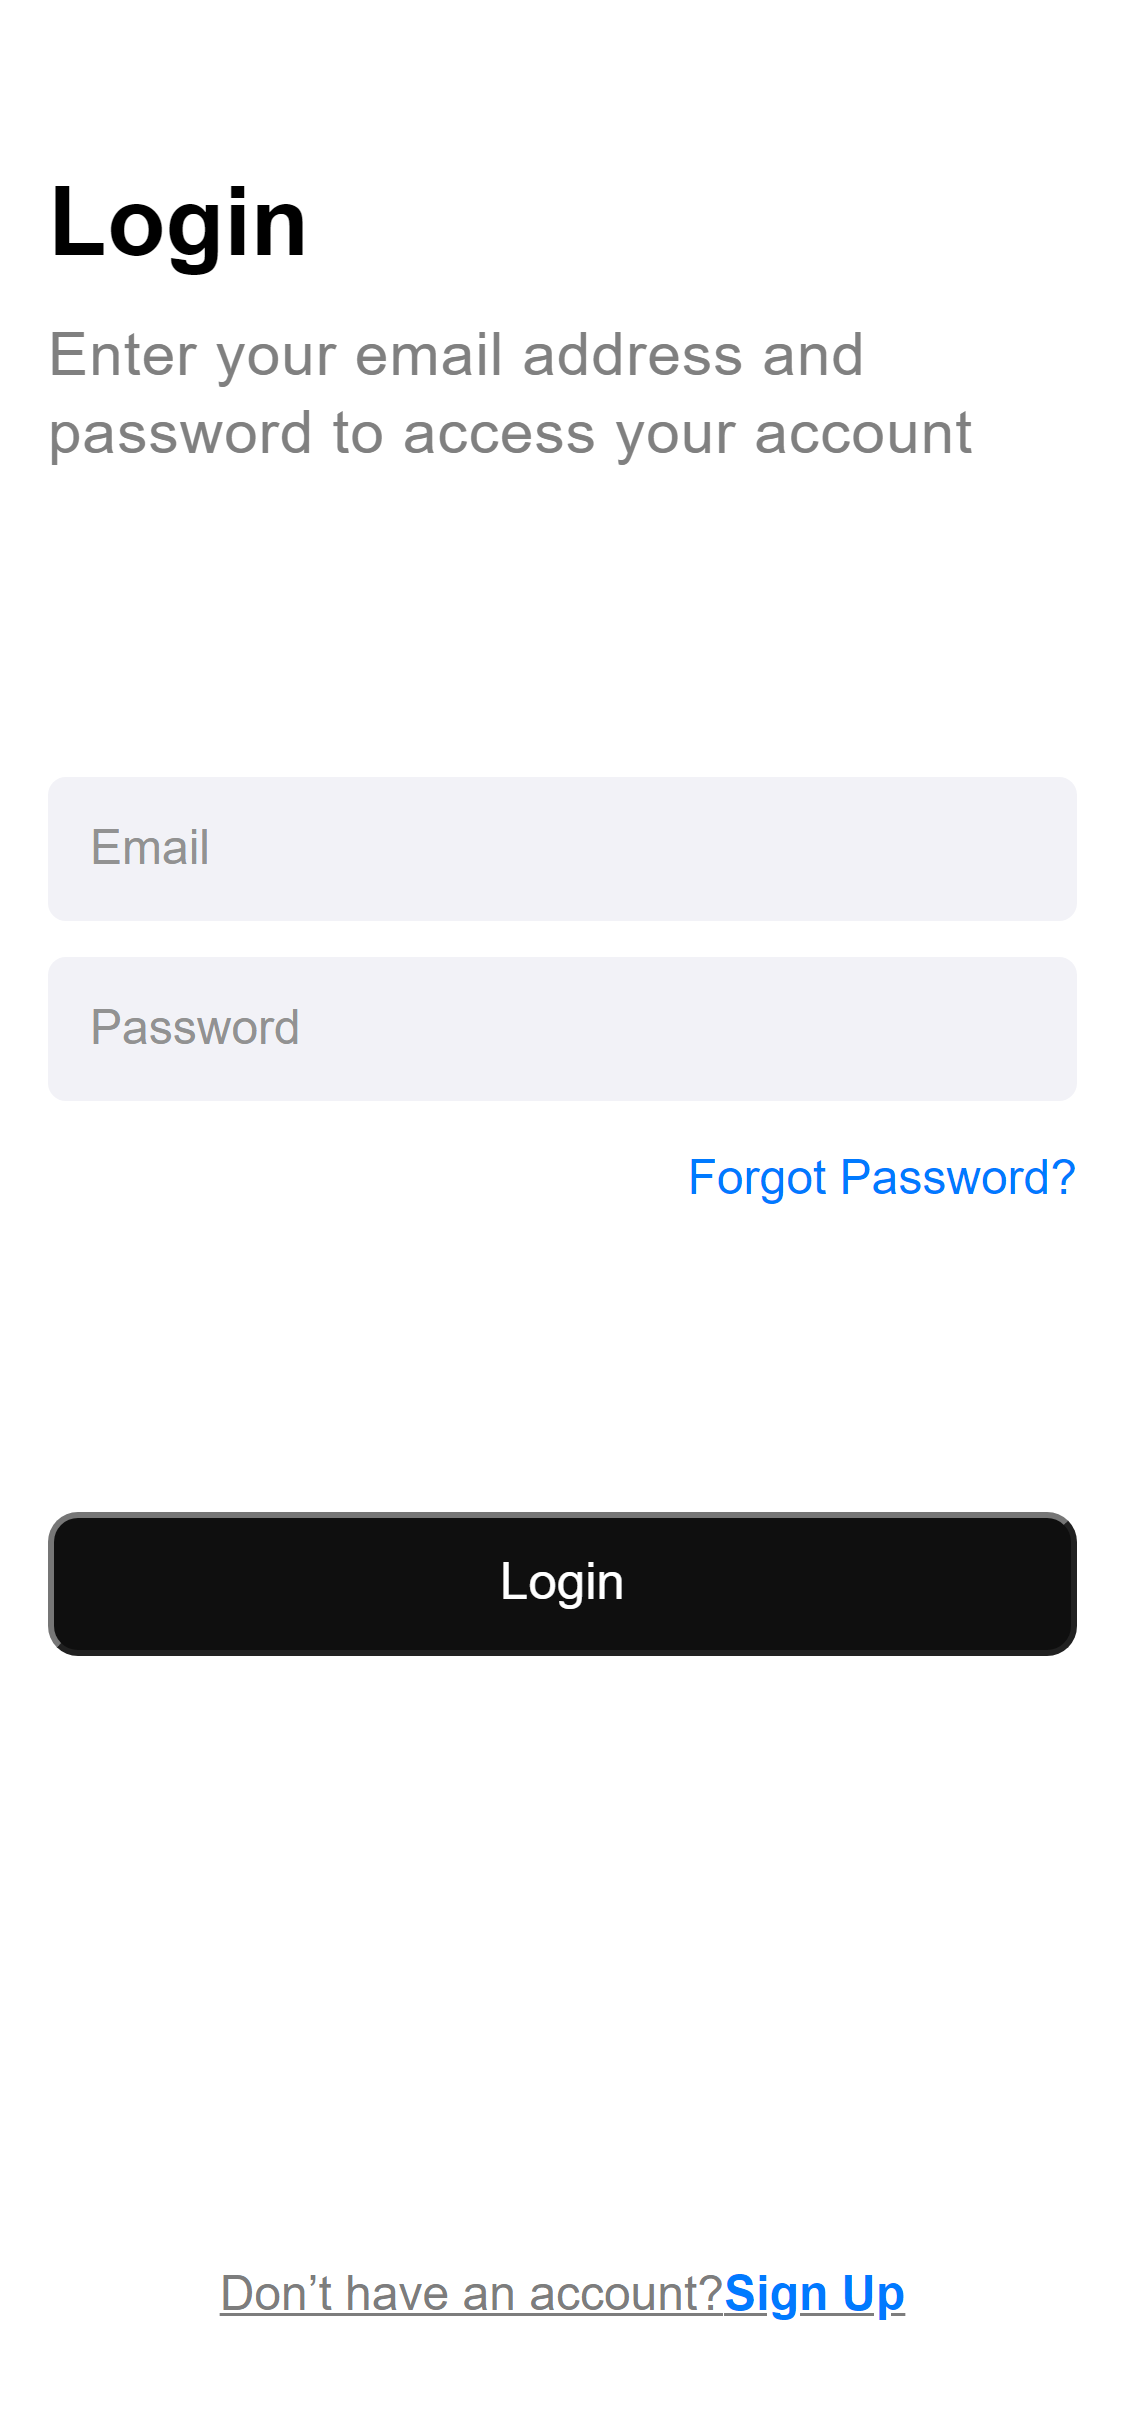 Login
Enter your email address and
password to access your account
Email
Password
Forgot Password?
Login
Don’t have an account?Sign Up